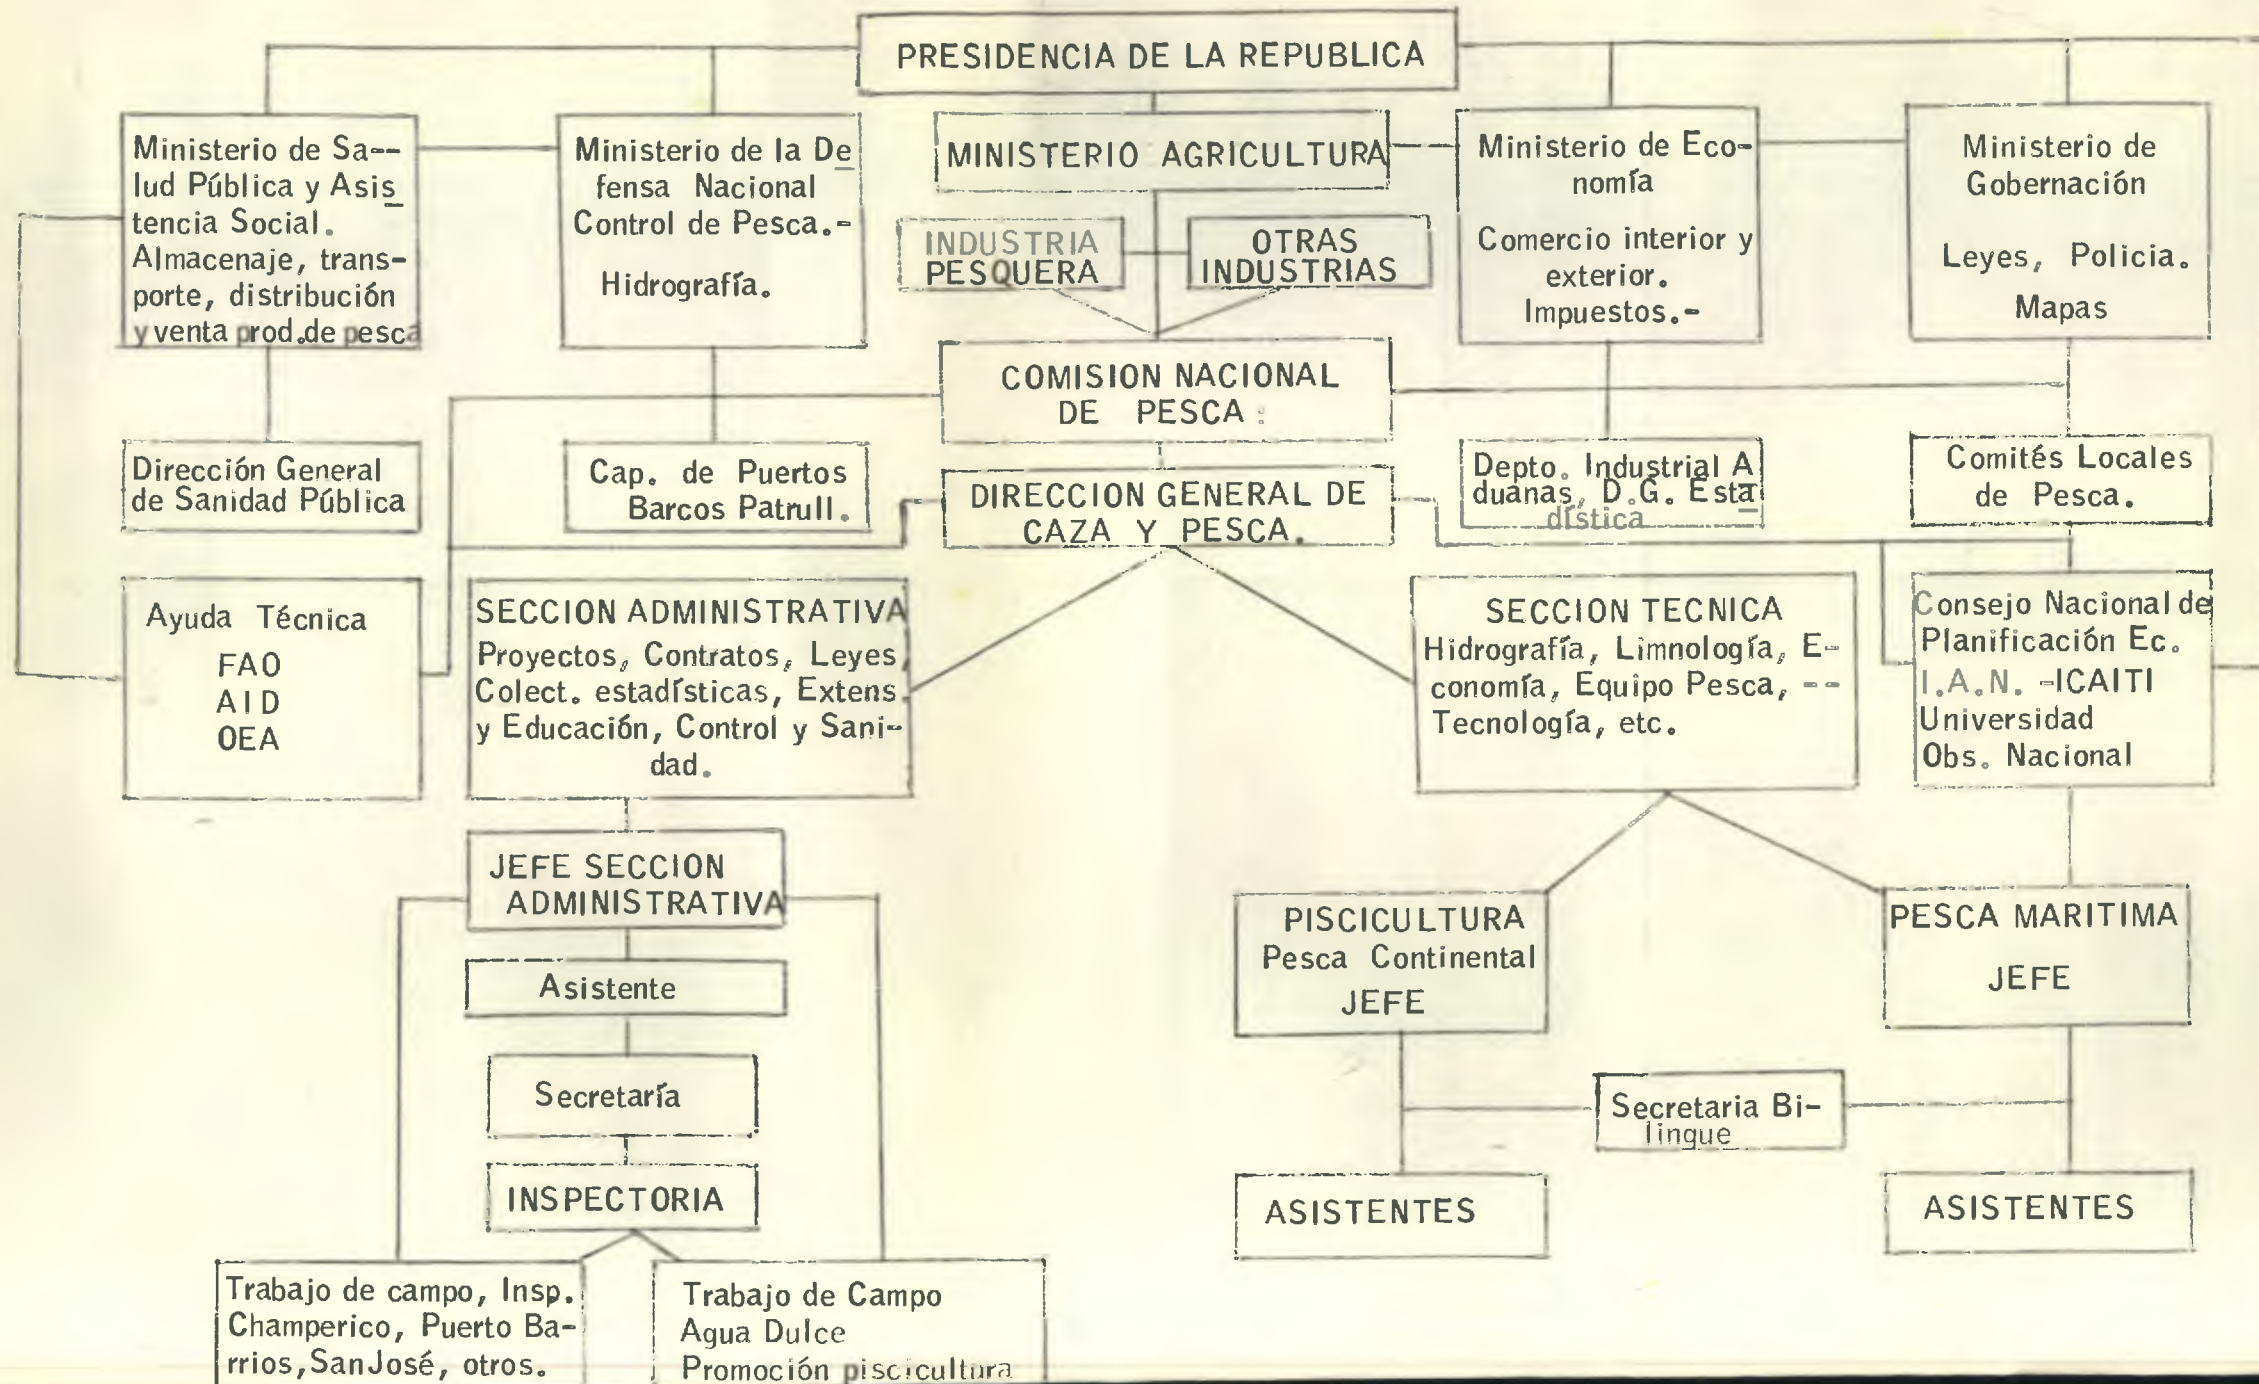 PRESIDENCIA DE LA REPUBLICA
Ministerio de Sa--
lud Pública y Asis
tencia Social.
Almacenaje, trans-
porte, distribución
y venta prod.de pesca
Ministerio de la De
fensa Nacional
Control de Pesca.-
Hidrografía.
MINISTERIO AGRICULTURA
INDUSTRIA
PESQUERA
OTRAS
INDUSTRIAS
Ministerio de Eco-
nomía
Comercio interior y
exterior.
Impuestos.-
Ministerio de
Gobernación
Leyes, Policia.
Mapas
COMISION NACIONAL
DE PESCA :
Dirección General
de Sanidad Pública
Cap. de Puertos
Barcos Patrull.
DIRECCION GENERAL DE
CAZA Y PESCA.
Depto. Industrial A
duanas, D.G. Esta
dística
Comités Locales
de Pesca.
Ayuda Técnica
FAO
AID
OEA
SECCION ADMINISTRATIVA
Proyectos, Contratos, Leyes,
Colect. estadísticas, Extens.
y Educación, Control y Sani-
dad.
SECCION TECNICA
Hidrografía, Limnología, E-
conomía, Equipo Pesca, --
Tecnología, etc.
Consejo Nacional de
Planificación Ec.
I.A.N. -ICAITI
Universidad
Obs. Nacional
JEFE SECCION
ADMINISTRATIVA
Asistente
Secretaría
INSPECTORIA
Trabajo de campo, Insp.
Champerico, Puerto Ba-
rrios,SanJosé, otros.
Trabajo de Campo
Agua Dulce
Promoción piscicultura
PISCICULTURA
Pesca Continental
JEFE
PESCA MARITIMA
JEFE
Secretaria Bi-
lingue
ASISTENTES
ASISTENTES